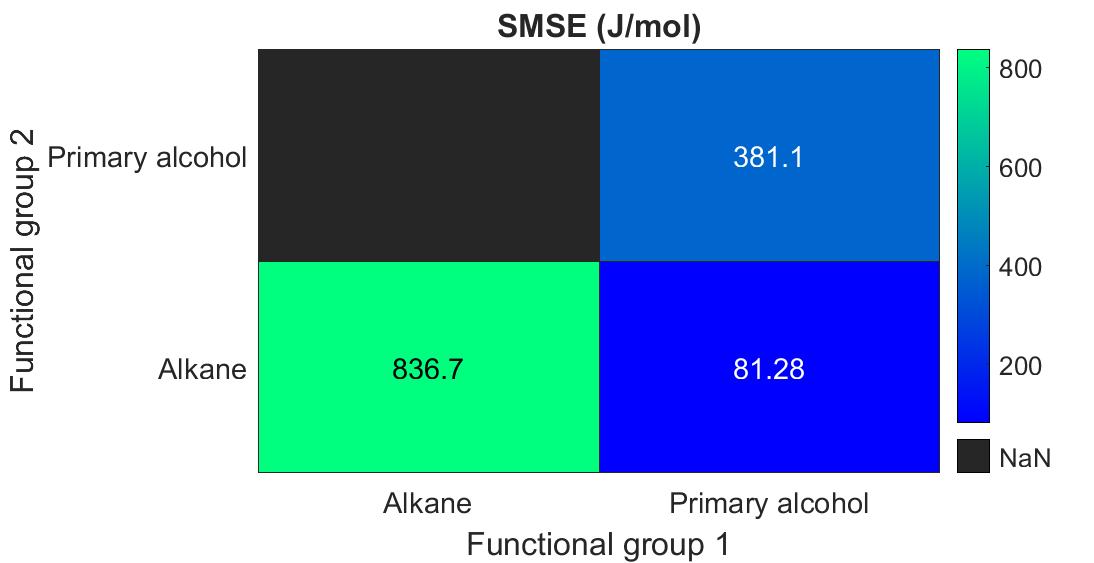 SMSE (J/mol)
Functional group 2
Primary alcohol
Alkane
381.1
836.7
81.28
800
600
400
200
NaN
Alkane
Primary alcohol
Functional group 1